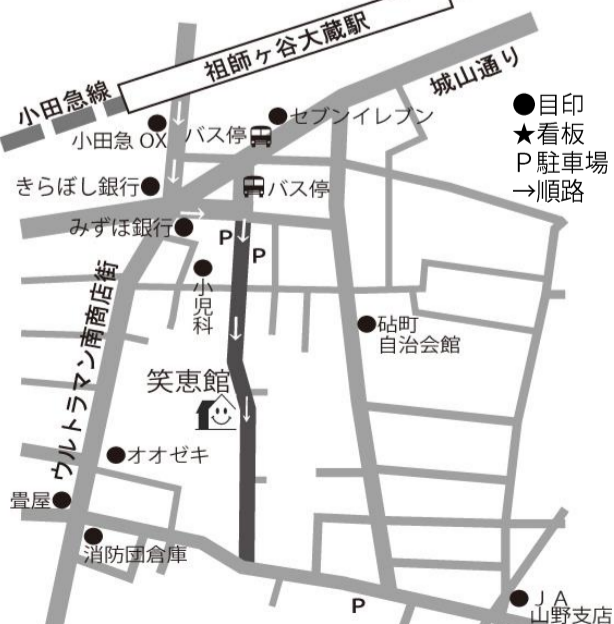 祖師ヶ谷大蔵駅
小田急線
城山通り
セブンイレブン
小田急 OX
バス停
●目印
★看板
P 駐車場
→順路
きらぼし銀行
バス停
みずほ銀行
P
P
小児科
ウルトラマン南商店街
砧町
自治会館
笑恵館
オオゼキ
畳屋
消防団倉庫
P
JA
山野支店